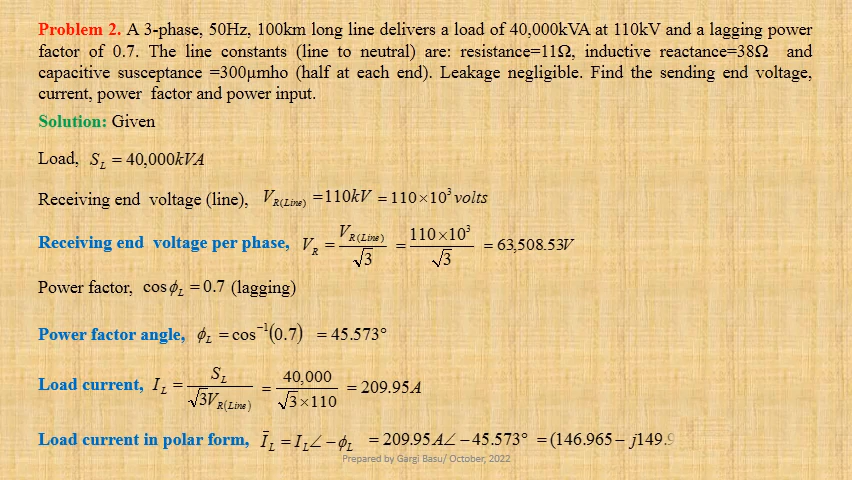 Problem 2. A 3-phase, 50Hz, 100km long line delivers a load of 40,000kVA at 110kV and a lagging power
factor of 0.7. The line constants (line to neutral) are: resistance=11Ω, inductive reactance=38Ω and
capacitive susceptance =300μmho (half at each end). Leakage negligible. Find the sending end voltage,
current, power factor and power input.
Solution: Given
Load, S_L = 40,000kVA
Receiving end voltage (line), V_R(Line) = 110kV = 110×10³ volts
Receiving end voltage per phase, V_R = V_R(Line)/√3 = 110×10³/√3 = 63,508.53V
Power factor, cosϕ_L = 0.7 (lagging)
Power factor angle, ϕ_L = cos⁻¹(0.7) = 45.573°
Load current, I_L = S_L/√3V_R(Line) = 40,000/√3×110 = 209.95A
Load current in polar form, Ī_L = I_L∠−ϕ_L = 209.95A∠−45.573° = (146.965− j149.9
Prepared by Gargi Basu/ October, 2022